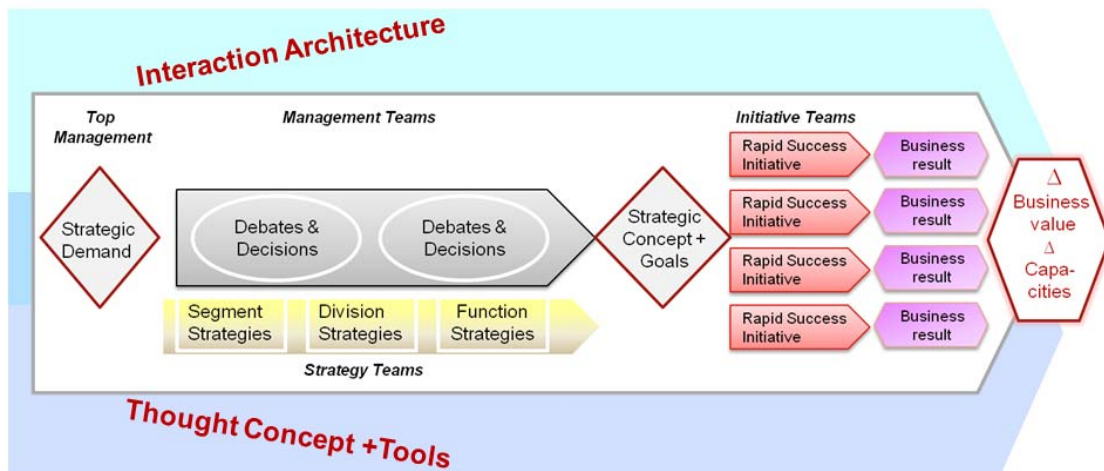 Interaction Architecture
Top
Management
Management Teams
Initiative Teams
Strategic
Demand
Debates &
Decisions
Debates &
Decisions
Segment
Strategies
Division
Strategies
Function
Strategies
Strategy Teams
Strategic
Concept +
Goals
Rapid Success
Initiative
Business
result
Rapid Success
Initiative
Business
result
Rapid Success
Initiative
Business
result
Rapid Success
Initiative
Business
result
Δ
Business
value
Δ
Capa-
cities
Thought Concept +Tools